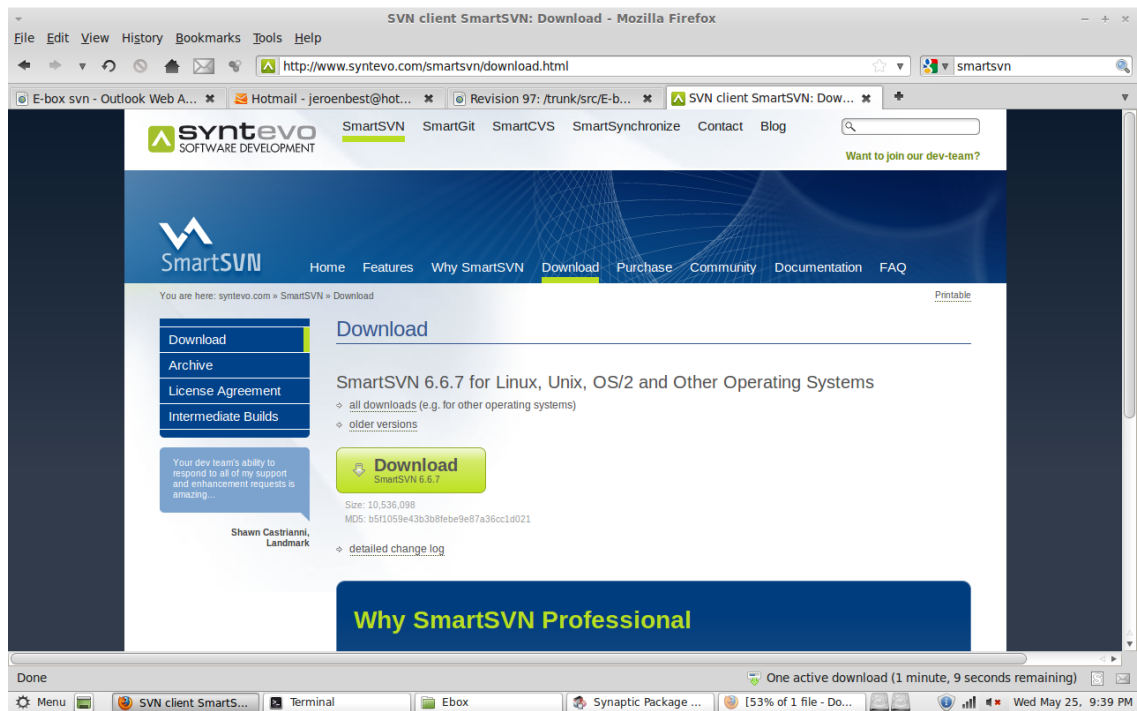 SVN client SmartSVN: Download - Mozilla Firefox
File Edit View History Bookmarks Tools Help
http://www.syntevo.com/smartsvn/download.html
smartsvn
E-box svn - Outlook Web A...
Hotmail - jeroenbest@hot...
Revision 97: /trunk/src/E-b...
SVN client SmartSVN: Dow...
syntevo
SOFTWARE DEVELOPMENT
SmartSVN SmartGit SmartCVS SmartSynchronize Contact Blog
Want to join our dev-team?
SmartSVN
Home Features Why SmartSVN Download Purchase Community Documentation FAQ
You are here: syntevo.com » SmartSVN » Download
Printable
Download
Archive
License Agreement
Intermediate Builds
Your dev team's ability to
respond to all of my support
and enhancement requests is
amazing...
Shawn Castrianni,
Landmark
Download
SmartSVN 6.6.7 for Linux, Unix, OS/2 and Other Operating Systems
all downloads (e.g. for other operating systems)
older versions
Download
SmartSVN 6.6.7
Size: 10,536,098
MD5: b5f1059e43b3b8febe9e87a36cc1d021
detailed change log
Why SmartSVN Professional
Done
One active download (1 minute, 9 seconds remaining)
Menu
SVN client SmartS...
Terminal
Ebox
Synaptic Package ...
[53% of 1 file - Do...
Wed May 25, 9:39 PM